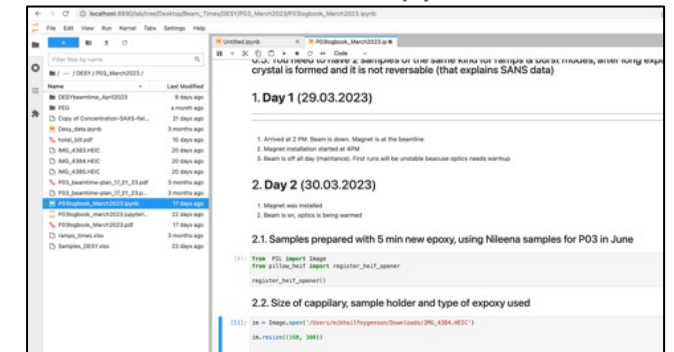 localhost:8890/lab/tree/Desktop/Beam_Times/DESY/P03_March2023/P03logbook_March2023.ipynb
File Edit View Run Kernel Tabs Settings Help
Untitled.ipynb
P03logbook_March2023.ip
Code
Filter files by name
/ ··· / DESY / P03_March2023 /
Name
Last Modified
DESYbeamtime_April2023 8 days ago
PEG a month ago
Copy of Concentration-SAXS-fiel... 21 days ago
Desy_data.ipynb 3 months ago
hotel_bill.pdf 15 days ago
IMG_4383.HEIC 20 days ago
IMG_4384.HEIC 20 days ago
IMG_4385.HEIC 20 days ago
P03_beamtime-plan_17_01_23.pdf 3 months ago
P03_beamtime-plan_17_01_23.p... 3 months ago
P03logbook_March2023.ipynb 17 days ago
P03logbook_march2023.jupyterl... 22 days ago
P03logbook_March2023.pdf 17 days ago
ramps_times.xlsx 3 months ago
Samples_DESY.xlsx 23 days ago
0.3. You need to have 2 samples of the same kind for ramps & burst modes, after long expo
crystal is formed and it is not reversable (that explains SANS data)
1. Day 1 (29.03.2023)
1. Arrived at 2 PM. Beam is down. Magnet is at the beamline
2. Magnet installation started at 4PM
3. Beam is off all day (maintance). First runs will be unstable beacuse optics needs warmup
2. Day 2 (30.03.2023)
1. Magnet was installed
2. Beam is on, optics is being warmed
2.1. Samples prepared with 5 min new epoxy, using Nileena samples for P03 in June
from PIL import Image
from pillow_heif import register_heif_opener
register_heif_opener()
2.2. Size of cappilary, sample holder and type of expoxy used
im = Image.open('/Users/mikhailfeygenson/Downloads/IMG_4384.HEIC')
im.resize((160, 300))